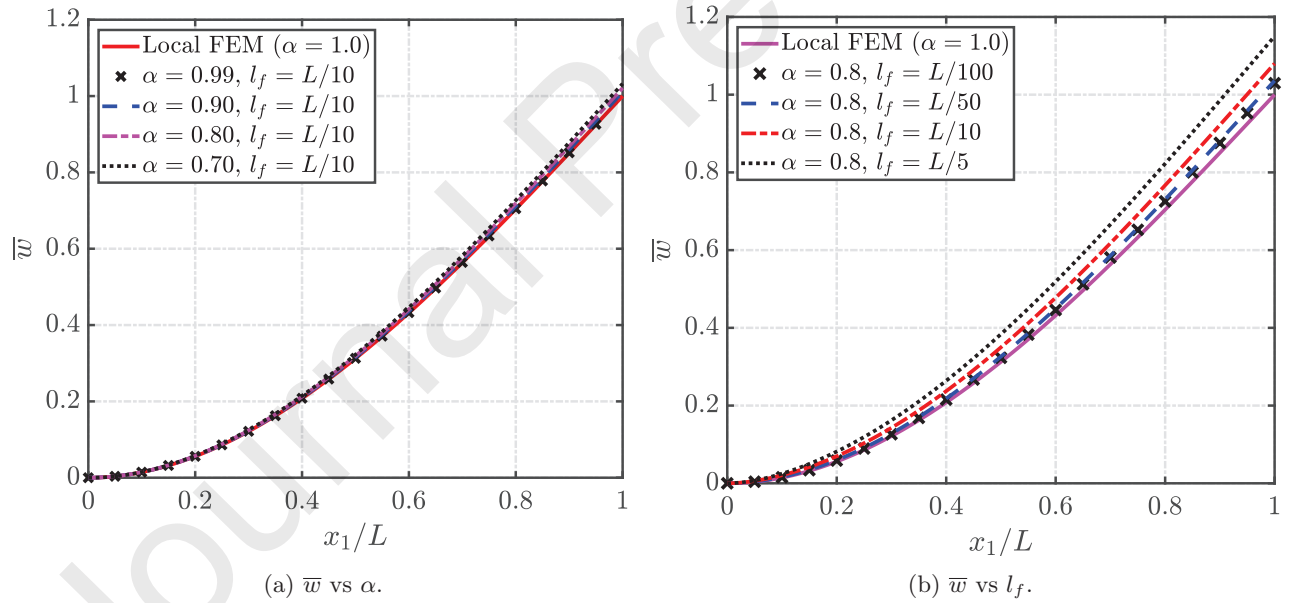 1.2
1
0.8
0.6
0.4
0.2
0
w̅
Local FEM (α = 1.0)
α = 0.99, l_f = L/10
α = 0.90, l_f = L/10
α = 0.80, l_f = L/10
α = 0.70, l_f = L/10
0 0.2 0.4 0.6 0.8 1
x₁/L
(a) w̅ vs α.
1.2
1
0.8
0.6
0.4
0.2
0
w̅
Local FEM (α = 1.0)
α = 0.8, l_f = L/100
α = 0.8, l_f = L/50
α = 0.8, l_f = L/10
α = 0.8, l_f = L/5
0 0.2 0.4 0.6 0.8 1
x₁/L
(b) w̅ vs l_f.
Journal Pre